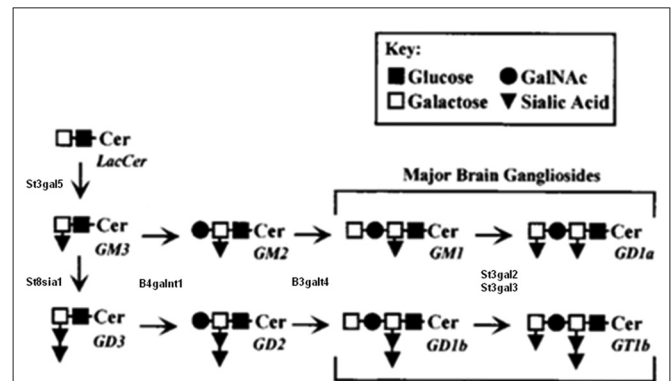 Key:
Glucose GalNAc
Galactose Sialic Acid
Cer
LacCer
St3gal5
Major Brain Gangliosides
Cer Cer Cer Cer
GM3 GM2 GM1 GD1a
St8sia1 B4galnt1 B3galt4 St3gal2
St3gal3
Cer Cer Cer Cer
GD3 GD2 GD1b GT1b